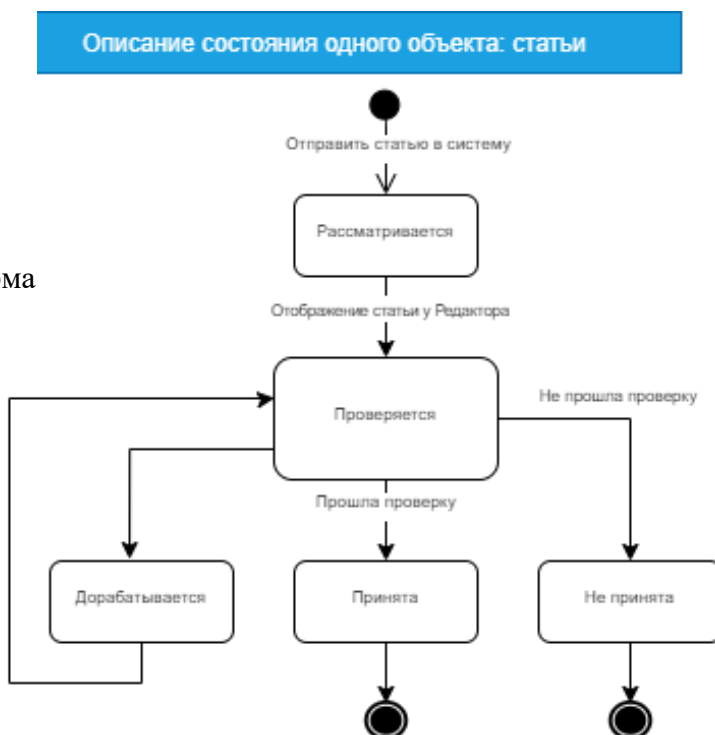 Описание состояния одного объекта: статьи
Отправить статью в систему
Рассматривается
ома
Отображение статьи у Редактора
Не прошла проверку
Проверяется
Прошла проверку
Дорабатывается
Принята
Не принята